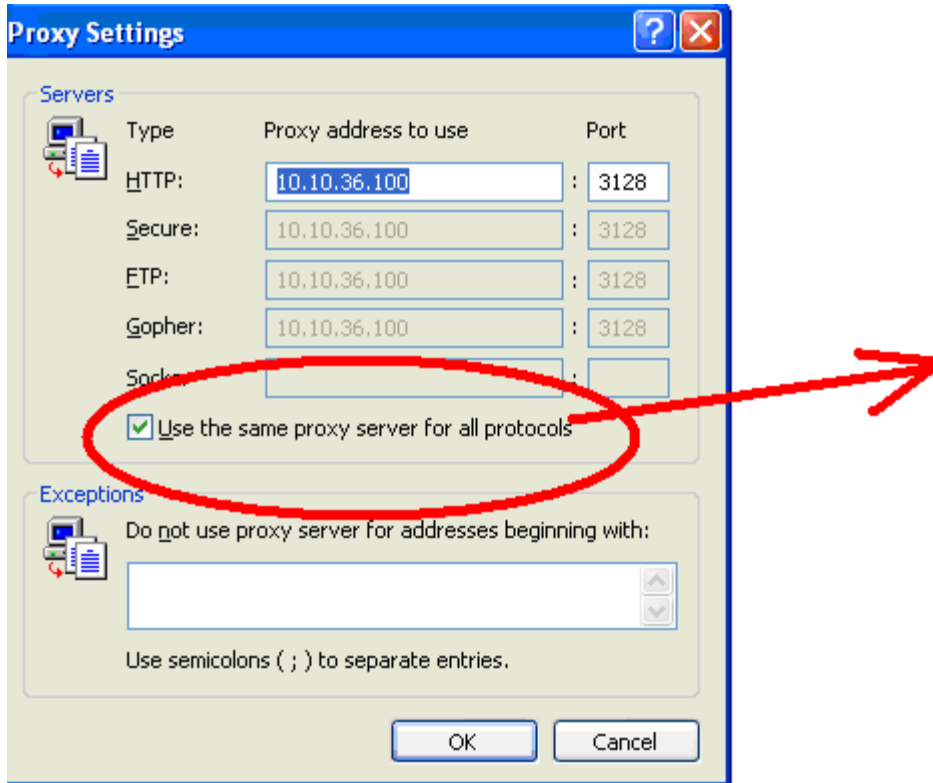 Proxy Settings
Servers
Type Proxy address to use Port
HTTP: 10.10.36.100 : 3128
Secure: 10.10.36.100 : 3128
FTP: 10.10.36.100 : 3128
Gopher: 10.10.36.100 : 3128
Socks: :
Use the same proxy server for all protocols
Exceptions
Do not use proxy server for addresses beginning with:
Use semicolons ( ; ) to separate entries.
OK Cancel